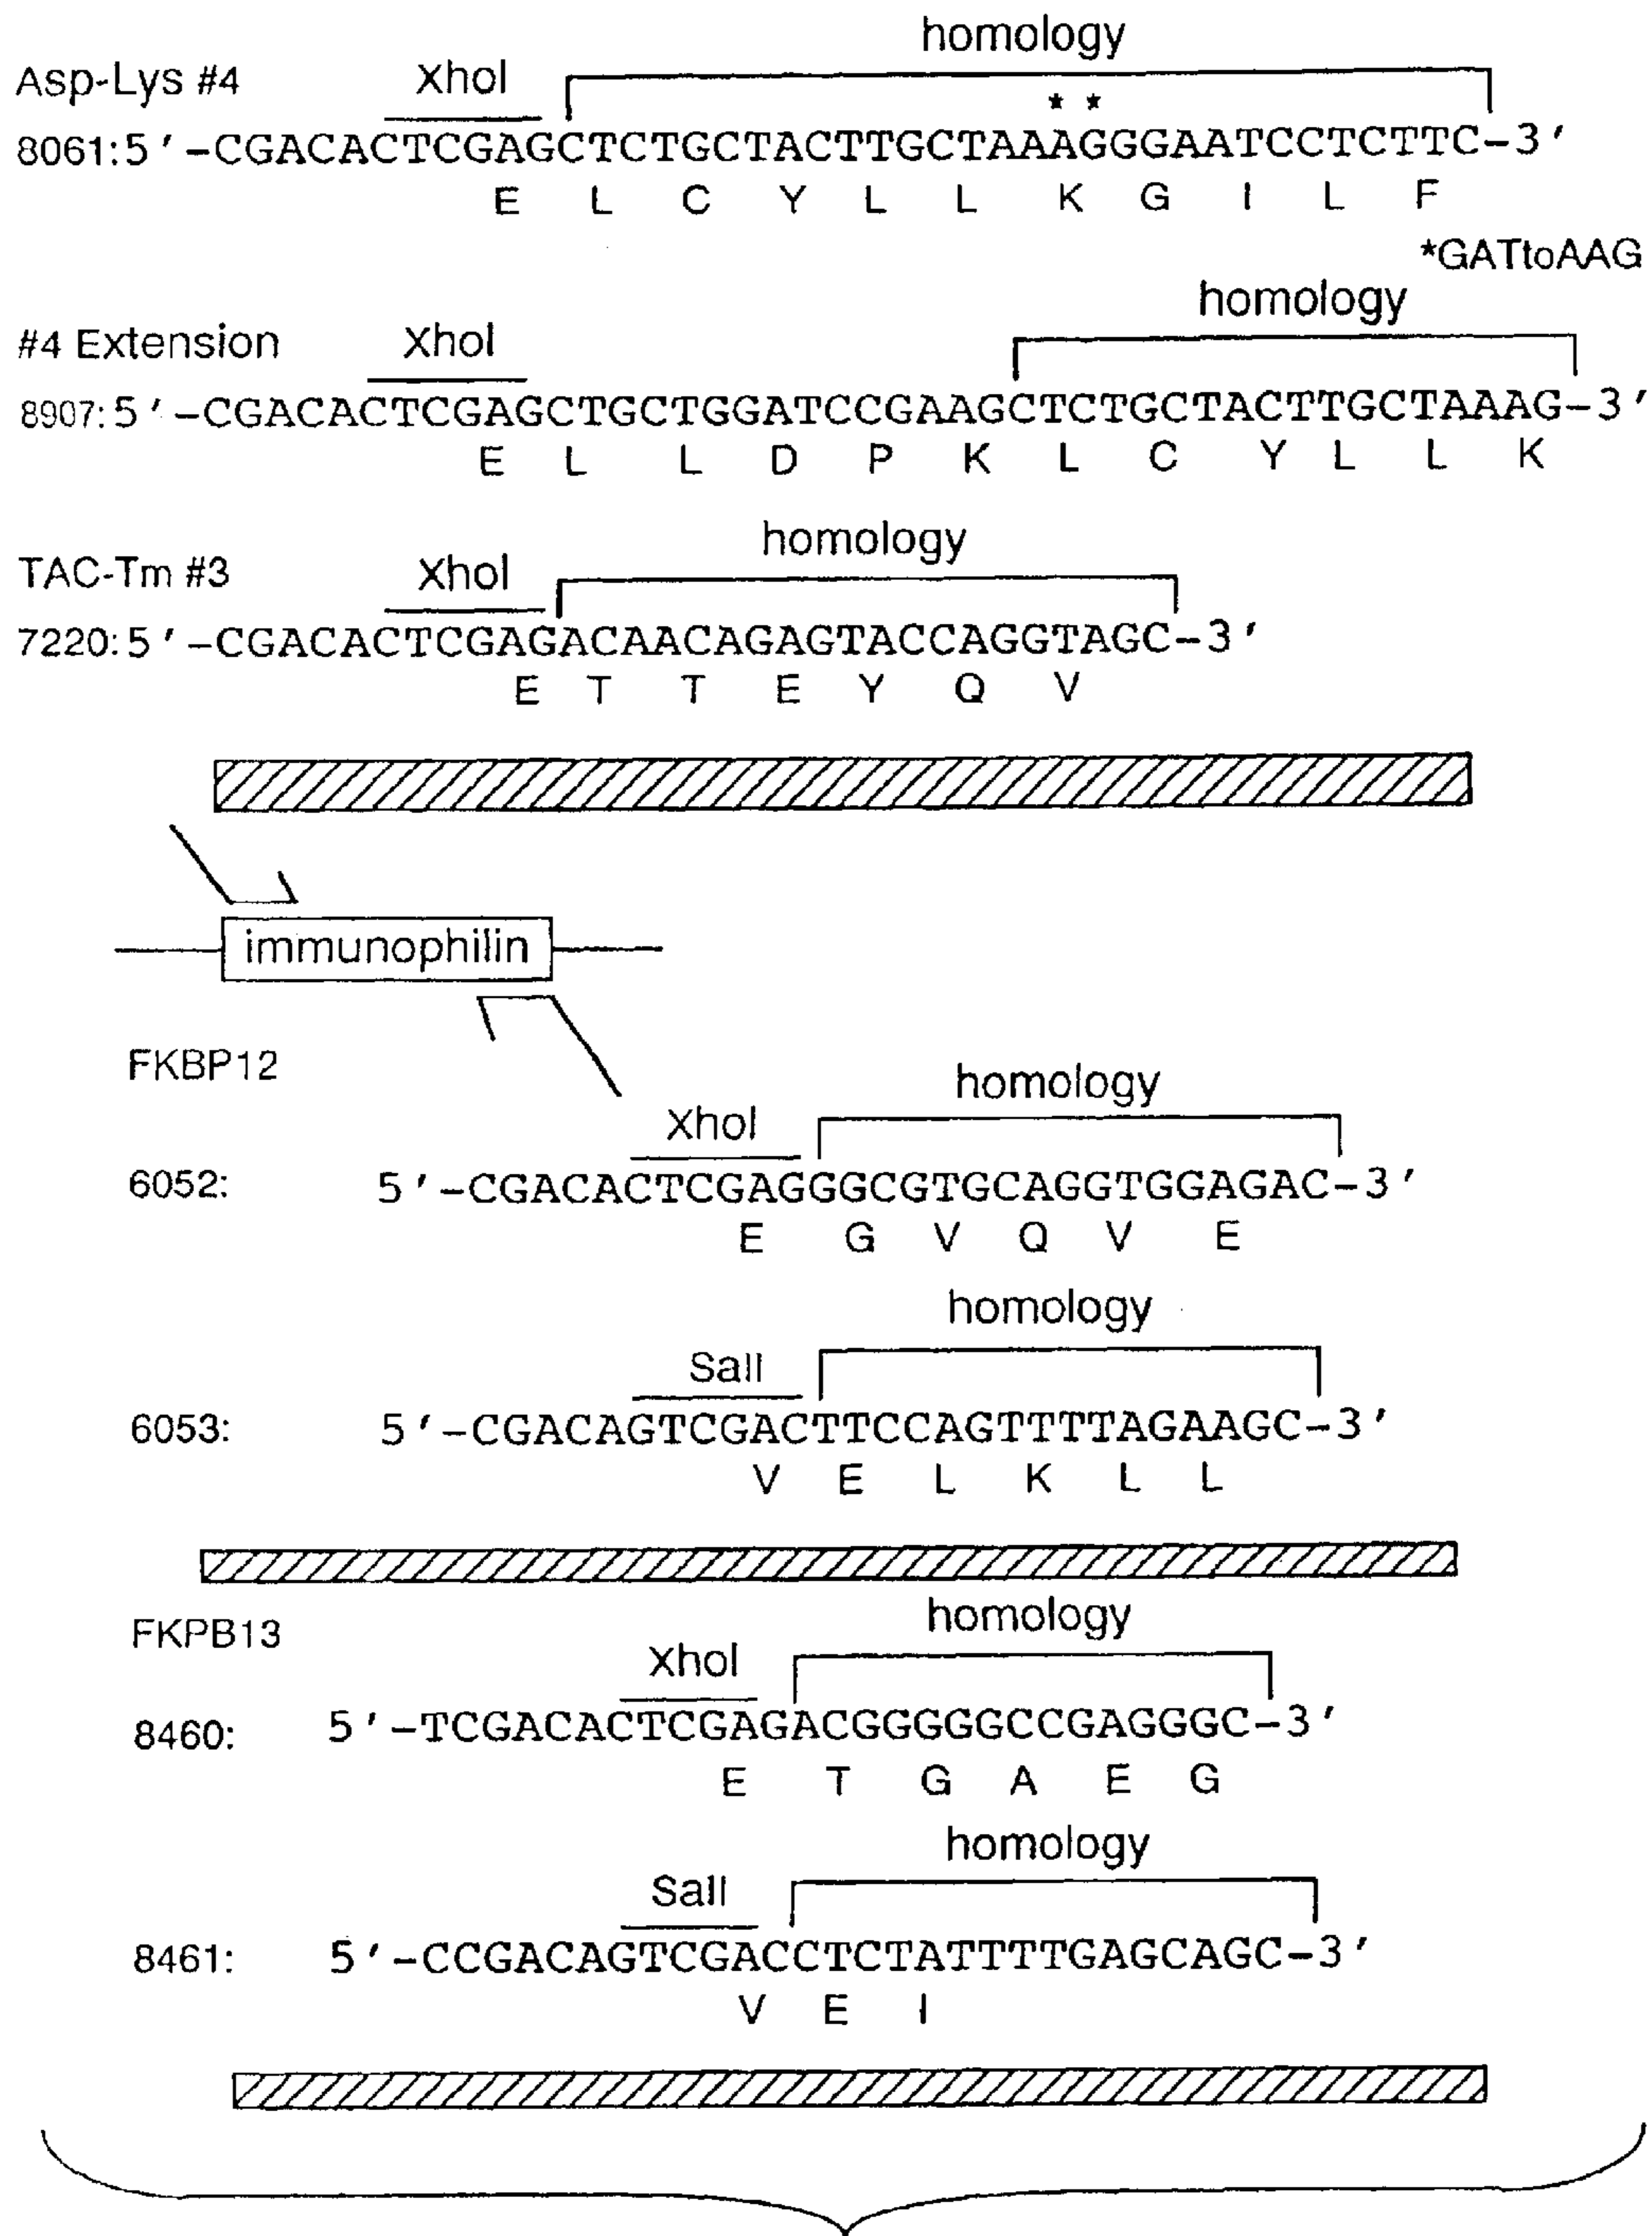 homology
Asp-Lys #4 XhoI
* *
8061: 5'-CGACACTCGAGCTCTGCTACTTGCTAAAGGGAATCCTCTTC-3'
E L C Y L L K G I L F
*GATtoAAG
homology
#4 Extension XhoI
8907: 5'-CGACACTCGAGCTGCTGGATCCGAAGCTCTGCTACTTGCTAAAG-3'
E L L D P K L C Y L L K
homology
TAC-Tm #3 XhoI
7220: 5'-CGACACTCGAGACAACAGAGTACCAGGTAGC-3'
E T T E Y Q V
immunophilin
FKBP12
homology
XhoI
6052: 5'-CGACACTCGAGGGCGTGCAGGTGGAGAC-3'
E G V Q V E
homology
SalI
6053: 5'-CGACAGTCGACTTCCAGTTTTAGAAGC-3'
V E L K L L
homology
FKPB13
XhoI
8460: 5'-TCGACACTCGAGACGGGGGCCGAGGGC-3'
E T G A E G
homology
SalI
8461: 5'-CCGACAGTCGACCTCTATTTTGAGCAGC-3'
V E I